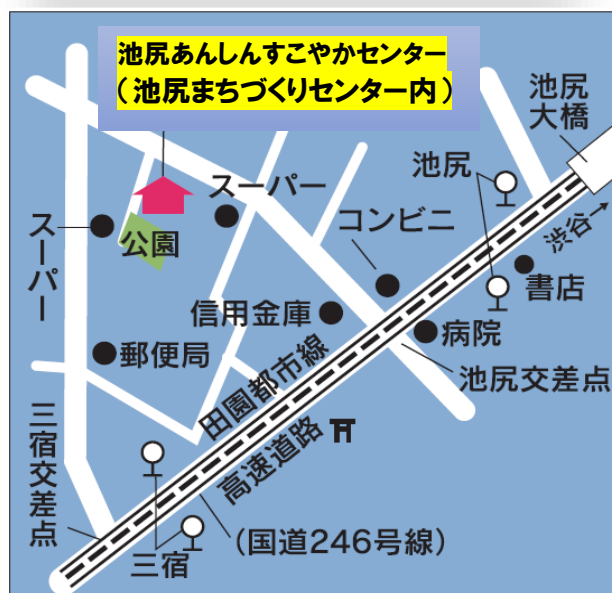 池尻あんしんすこやかセンター
(池尻まちづくりセンター内)
池尻
大橋
池尻
スーパー
渋谷→
コンビニ
スーパー
公園
書店
信用金庫
病院
郵便局
池尻交差点
田園都市線
高速道路
三宿交差点
(国道246号線)
三宿